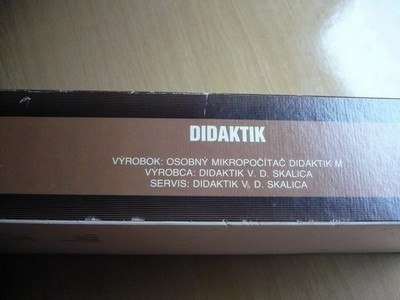 DIDAKTIK
VÝROBOK: OSOBNÝ MIKROPOČÍTAČ DIDAKTIK M
VÝROBCA: DIDAKTIK V. D. SKALICA
SERVIS: DIDAKTIK V. D. SKALICA